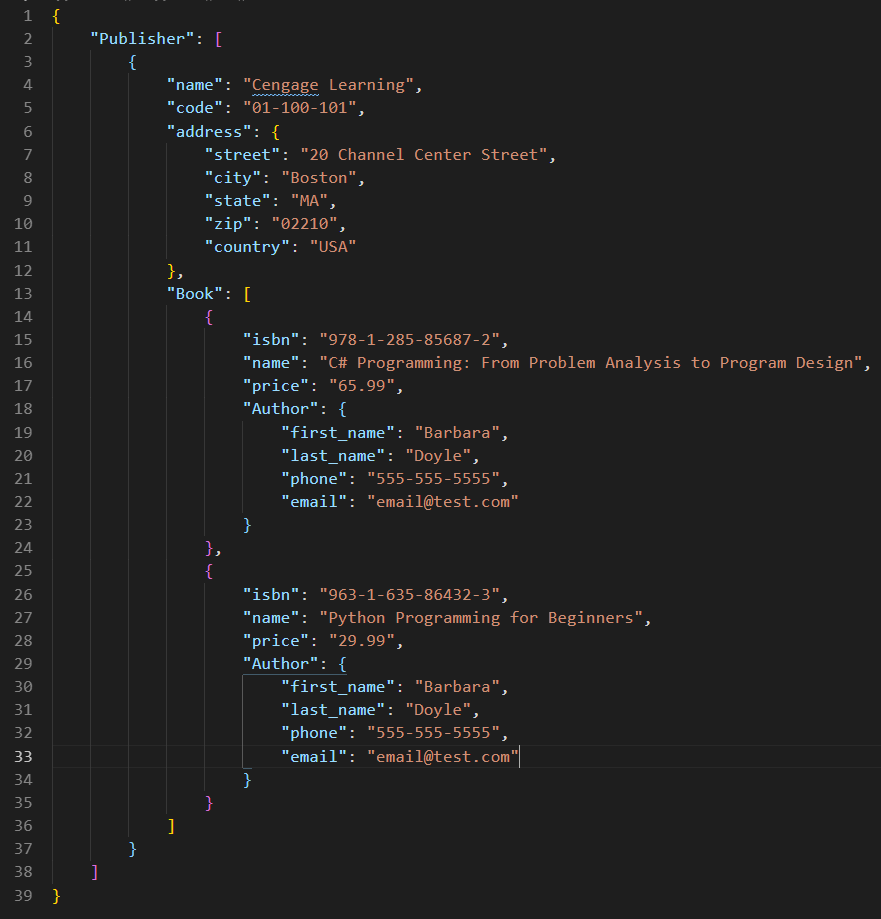 1 {
2     "Publisher": [
3         {
4             "name": "Cengage Learning",
5             "code": "01-100-101",
6             "address": {
7                 "street": "20 Channel Center Street",
8                 "city": "Boston",
9                 "state": "MA",
10                 "zip": "02210",
11                 "country": "USA"
12             },
13             "Book": [
14                 {
15                     "isbn": "978-1-285-85687-2",
16                     "name": "C# Programming: From Problem Analysis to Program Design",
17                     "price": "65.99",
18                     "Author": {
19                         "first_name": "Barbara",
20                         "last_name": "Doyle",
21                         "phone": "555-555-5555",
22                         "email": "email@test.com"
23                     }
24                 },
25                 {
26                     "isbn": "963-1-635-86432-3",
27                     "name": "Python Programming for Beginners",
28                     "price": "29.99",
29                     "Author": {
30                         "first_name": "Barbara",
31                         "last_name": "Doyle",
32                         "phone": "555-555-5555",
33                         "email": "email@test.com"
34                     }
35                 }
36             ]
37         }
38     ]
39 }